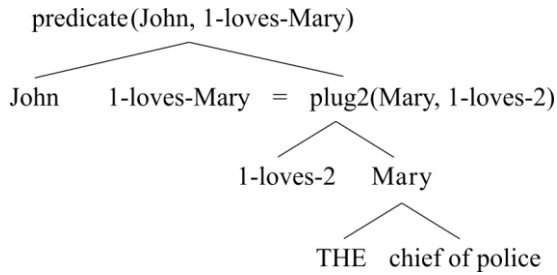 predicate(John, 1-loves-Mary)
John 1-loves-Mary = plug2(Mary, 1-loves-2)
1-loves-2 Mary
THE chief of police